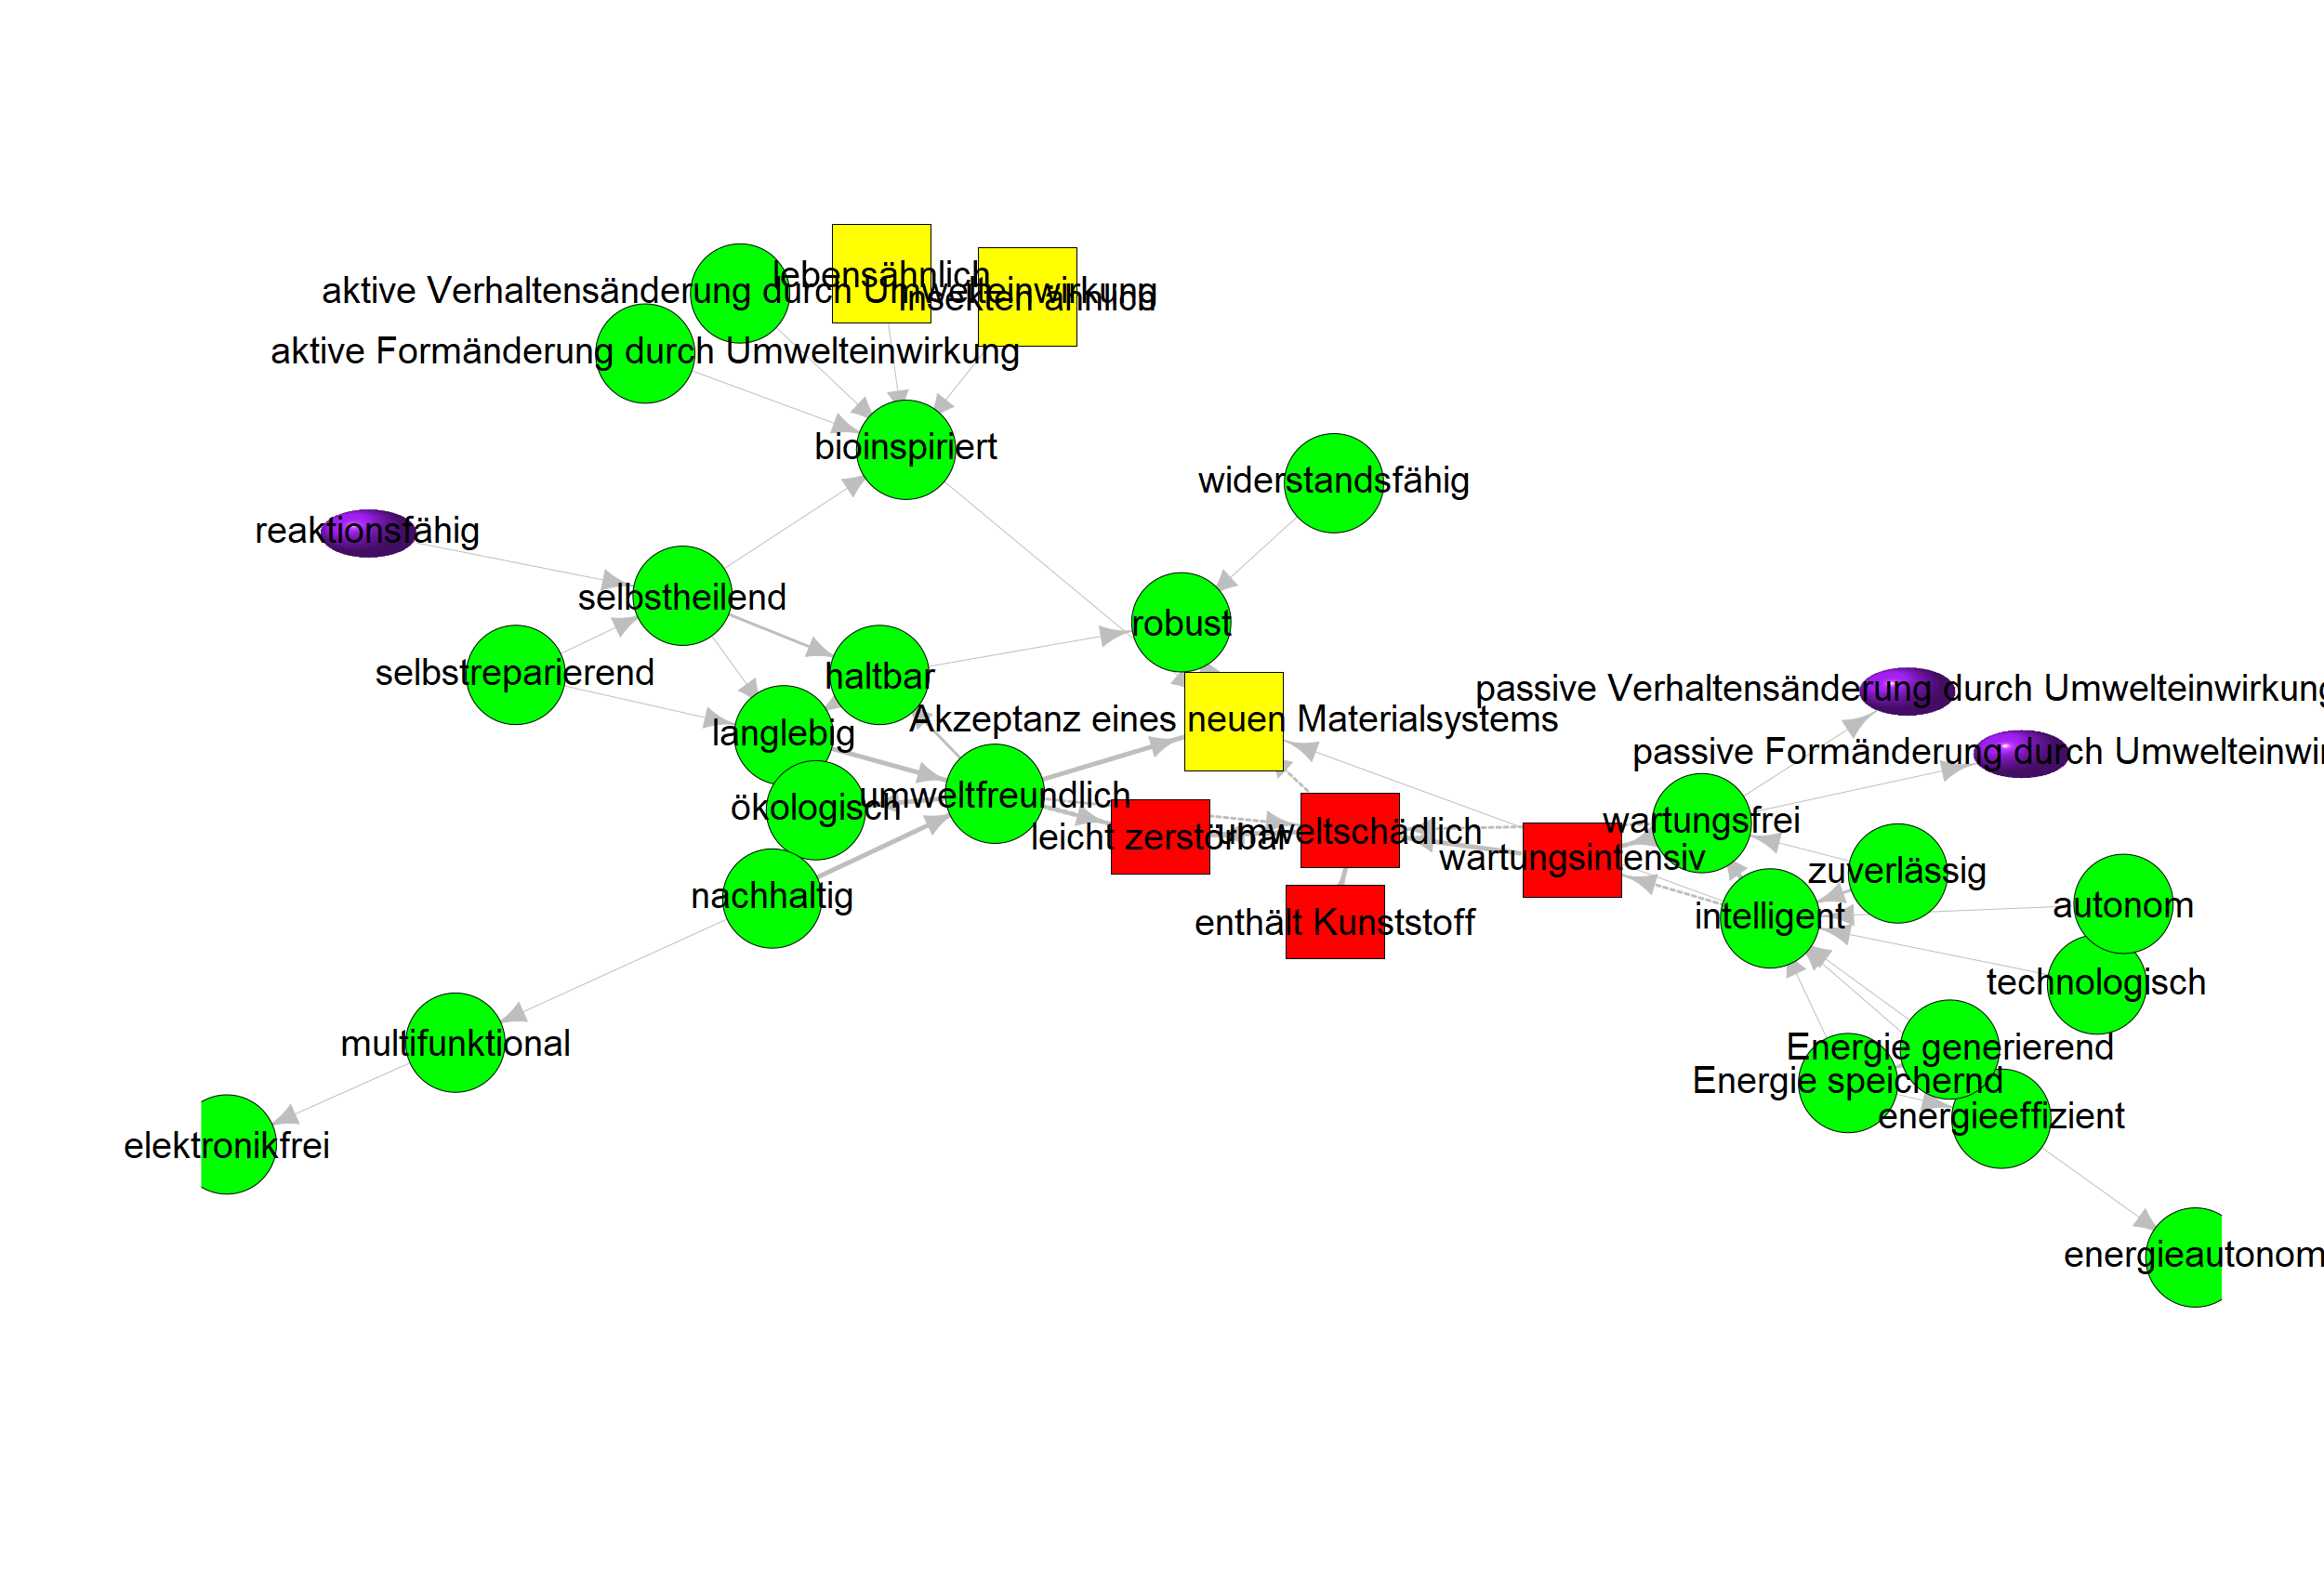 lebensähnlich
aktive Verhaltensänderung durch Umwelteinwirkung
Insekten ähnlich
aktive Formänderung durch Umwelteinwirkung
bioinspiriert
widerstandsfähig
reaktionsfähig
selbstheilend
robust
selbstreparierend
haltbar
passive Verhaltensänderung durch Umwelteinwirkung
Akzeptanz eines neuen Materialsystems
langlebig
passive Formänderung durch Umwelteinwi
umweltfreundlich
ökologisch
wartungsfrei
leicht zerstörbar
umweltschädlich
wartungsintensiv
zuverlässig
nachhaltig
autonom
intelligent
enthält Kunststoff
technologisch
multifunktional
Energie generierend
Energie speichernd
energieeffizient
elektronikfrei
energieautonom